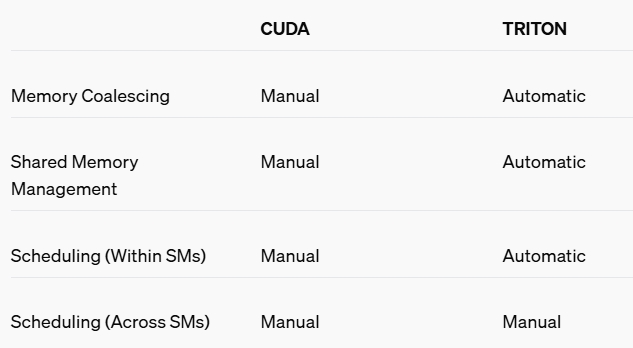 CUDA TRITON
Memory Coalescing Manual Automatic
Shared Memory Manual Automatic
Management
Scheduling (Within SMs) Manual Automatic
Scheduling (Across SMs) Manual Manual